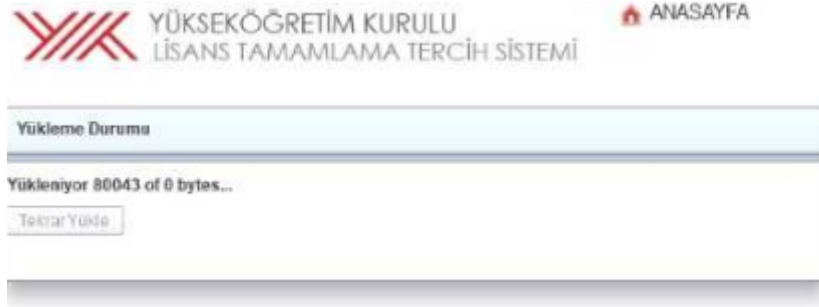 YÜKSEKÖĞRETİM KURULU
LİSANS TAMAMLAMA TERCİH SİSTEMİ
ANASAYFA
Yükleme Durumu
Yükleniyor 80043 of 0 bytes...
Tekrar Yükle